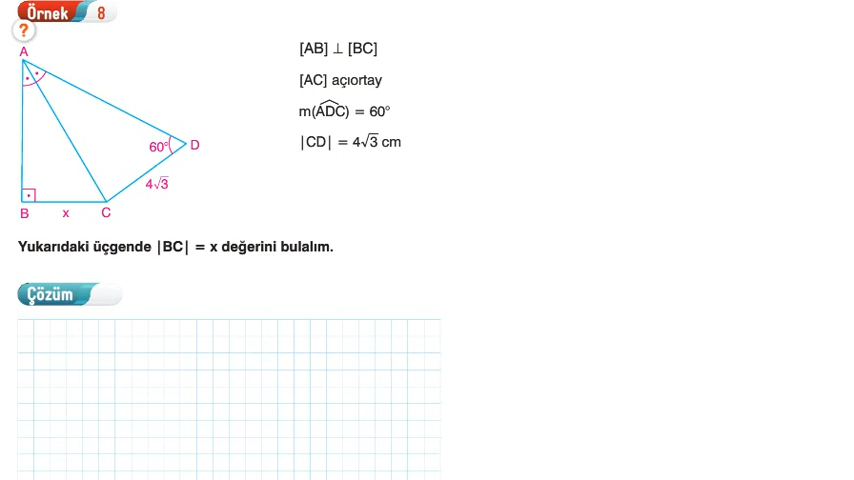 Örnek 8
?
A
[AB] ⊥ [BC]
[AC] açıortay
m(ADC) = 60°
|CD| = 4√3 cm
60°
D
4√3
B
x
C
Yukarıdaki üçgende |BC| = x değerini bulalım.
Çözüm